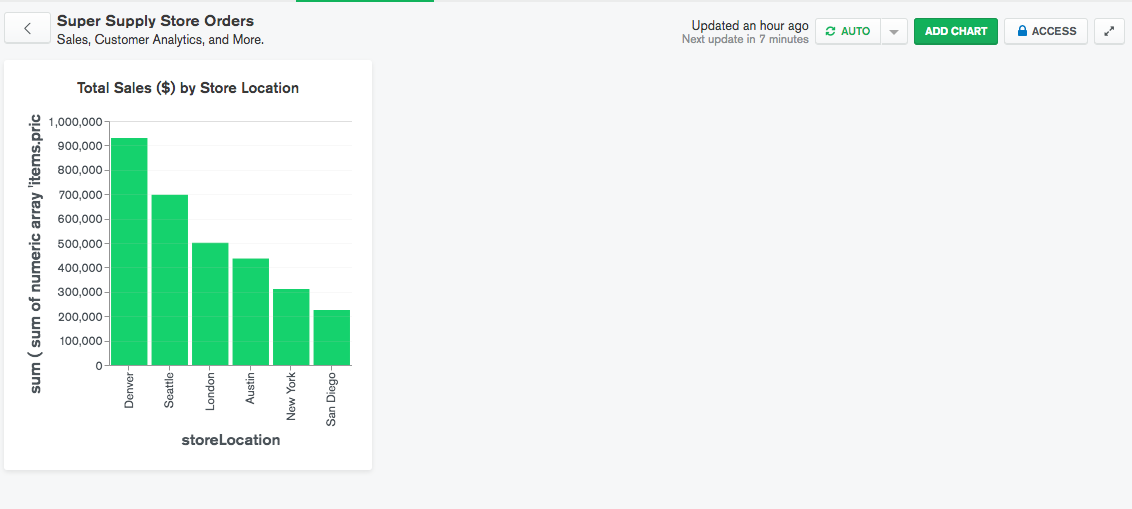 Super Supply Store Orders
Sales, Customer Analytics, and More.
Updated an hour ago
Next update in 7 minutes
AUTO
ADD CHART
ACCESS
Total Sales ($) by Store Location
sum ( sum of numeric array 'items.pric
1,000,000
900,000
800,000
700,000
600,000
500,000
400,000
300,000
200,000
100,000
0
Denver
Seattle
London
Austin
New York
San Diego
storeLocation